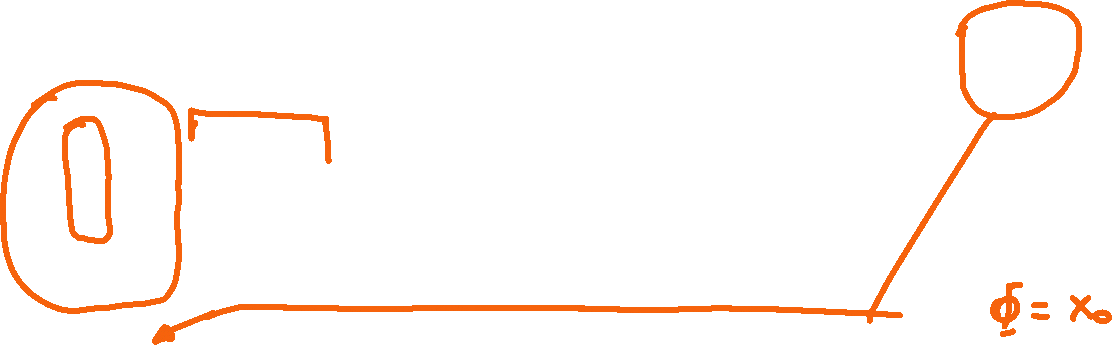 ϕ = x₀